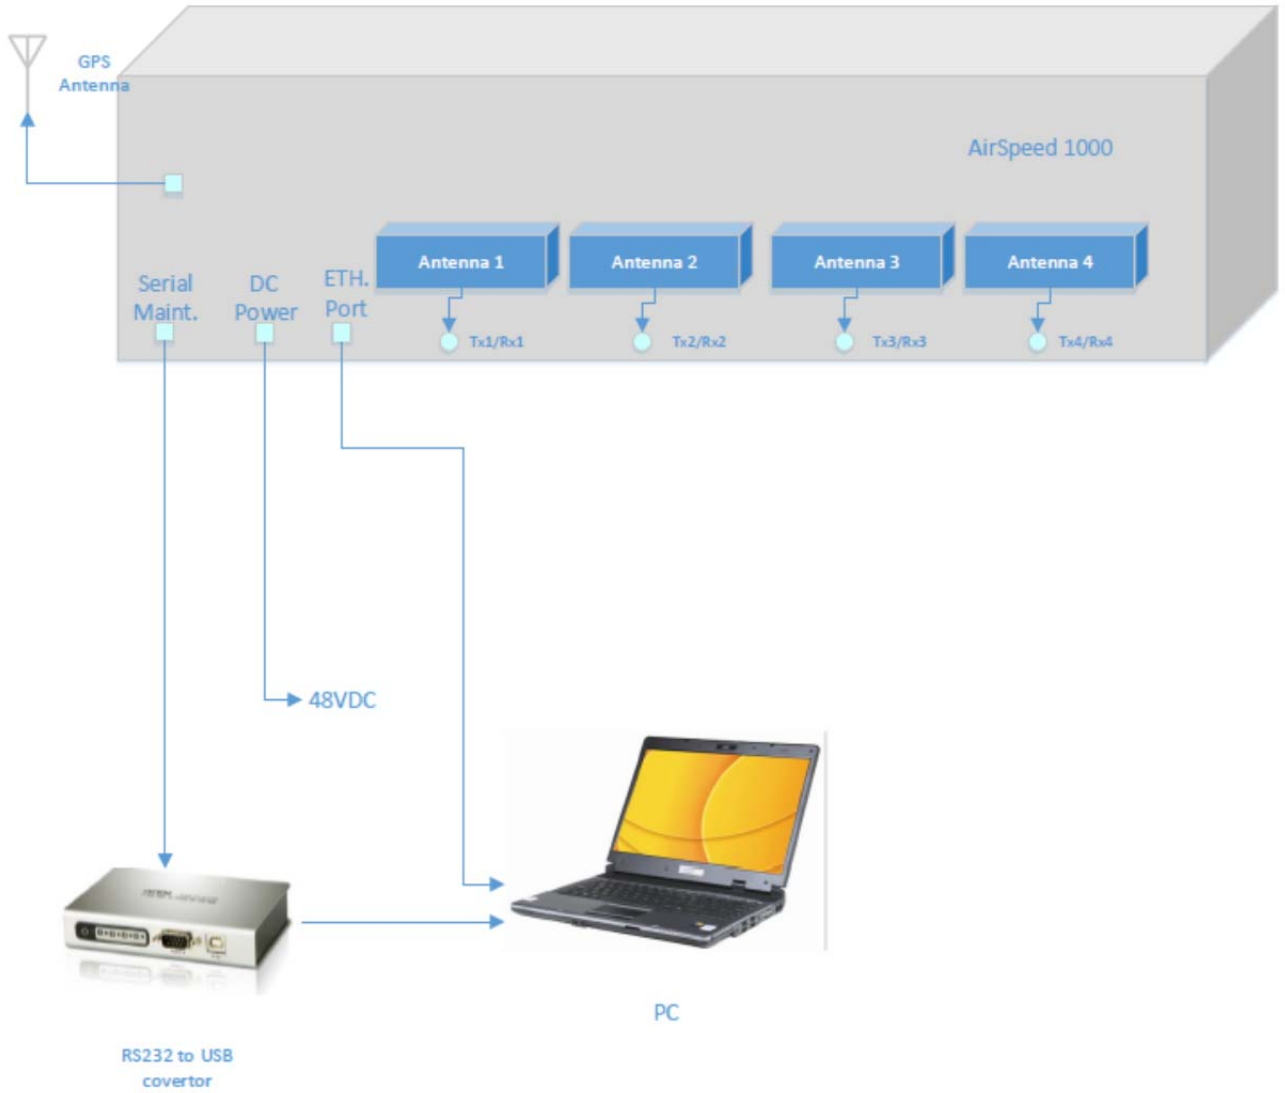 GPS
Antenna
AirSpeed 1000
Antenna 1
Antenna 2
Antenna 3
Antenna 4
Serial
Maint.
DC
Power
ETH.
Port
Tx1/Rx1
Tx2/Rx2
Tx3/Rx3
Tx4/Rx4
48VDC
PC
RS232 to USB
covertor